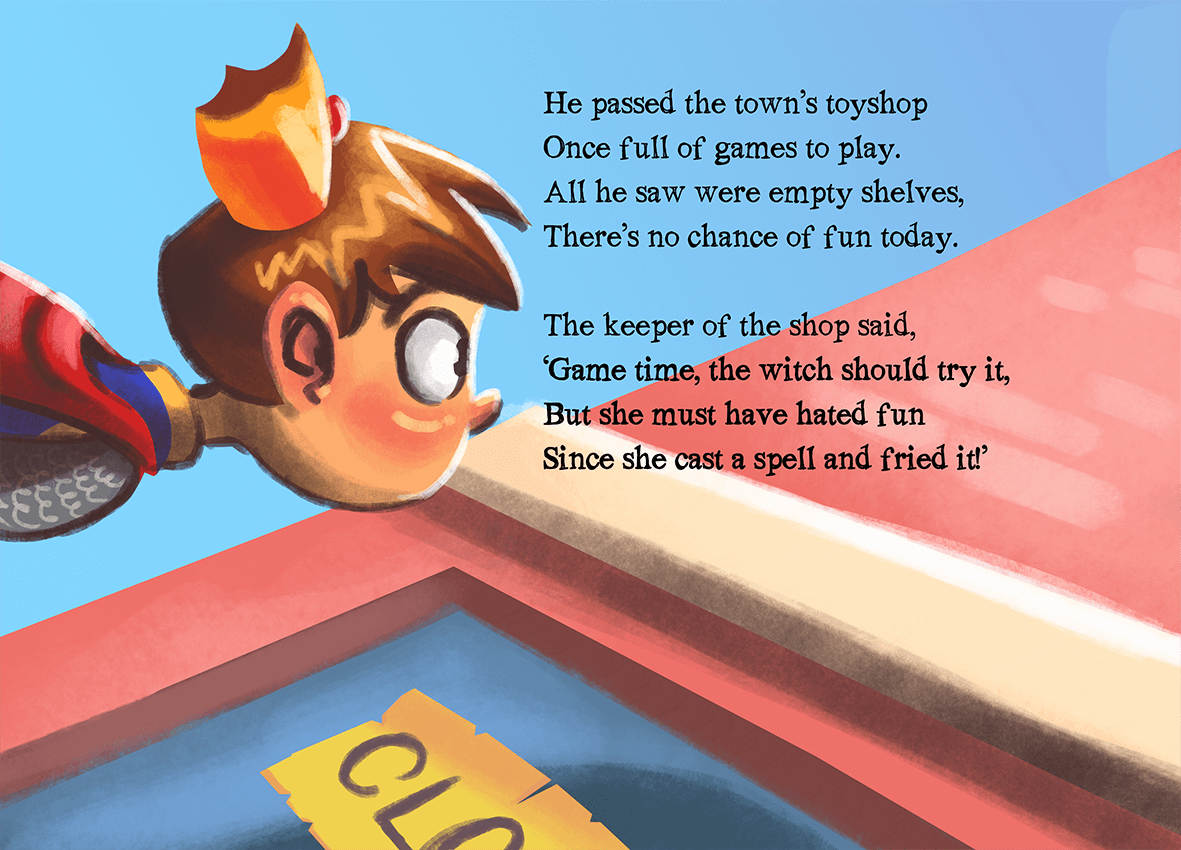 He passed the town’s toyshop
Once full of games to play.
All he saw were empty shelves,
There’s no chance of fun today.
The keeper of the shop said,
‘Game time, the witch should try it,
But she must have hated fun
Since she cast a spell and fried it!’
CLO